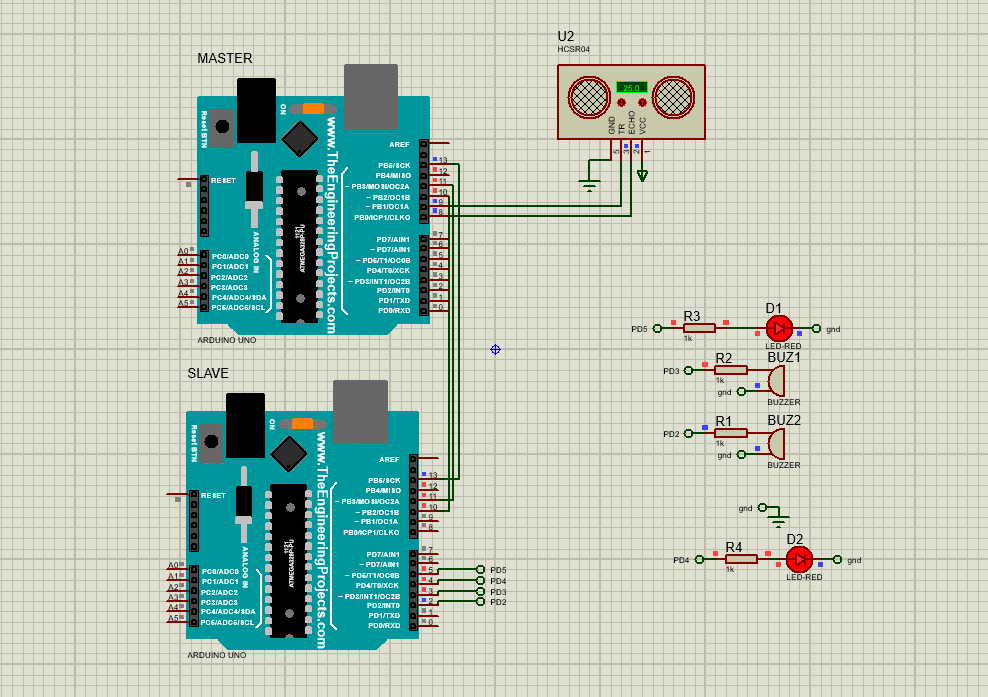 MASTER
Reset BTN
ON
www.TheEngineeringProjects.com
RESET
ANALOG IN
1121
ATMEGA328P-PU
AREF
PB5/SCK
PB4/MISO
~ PB3/MOSI/OC2A
~ PB2/OC1B
~ PB1/OC1A
PB0/ICP1/CLKO
PD7/AIN1
~ PD7/AIN1
~ PD5/T1/OC0B
PD4/T0/XCK
~ PD3/INT1/OC2B
PD2/INT0
PD1/TXD
PD0/RXD
13
12
11
10
9
8
7
6
5
4
3
2
1
0
A0
A1
A2
A3
A4
A5
PC0/ADC0
PC1/ADC1
PC2/ADC2
PC3/ADC3
PC4/ADC4/SDA
PC5/ADC5/SCL
ARDUINO UNO
U2
HCSR04
25.0
GND
TR
ECHO
VCC
5
3
2
1
SLAVE
Reset BTN
ON
www.TheEngineeringProjects.com
RESET
ANALOG IN
1121
ATMEGA328P-PU
AREF
PB5/SCK
PB4/MISO
~ PB3/MOSI/OC2A
~ PB2/OC1B
~ PB1/OC1A
PB0/ICP1/CLKO
PD7/AIN1
~ PD7/AIN1
~ PD5/T1/OC0B
PD4/T0/XCK
~ PD3/INT1/OC2B
PD2/INT0
PD1/TXD
PD0/RXD
13
12
11
10
9
8
7
6
5
4
3
2
1
0
PD5
PD4
PD3
PD2
A0
A1
A2
A3
A4
A5
PC0/ADC0
PC1/ADC1
PC2/ADC2
PC3/ADC3
PC4/ADC4/SDA
PC5/ADC5/SCL
ARDUINO UNO
D1
R3
PD5
gnd
1k
LED-RED
R2
BUZ1
PD3
1k
gnd
BUZZER
R1
BUZ2
PD2
1k
gnd
BUZZER
gnd
D2
R4
PD4
gnd
1k
LED-RED